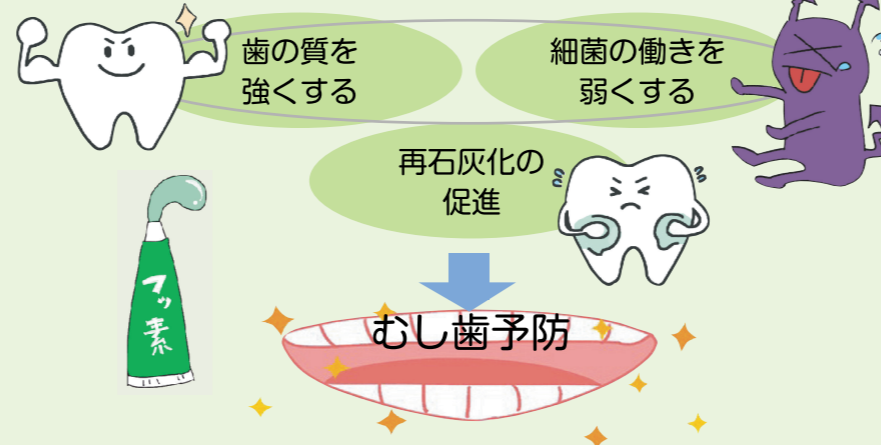 歯の質を
強くする
細菌の働きを
弱くする
再石灰化の
促進
フッ素
むし歯予防